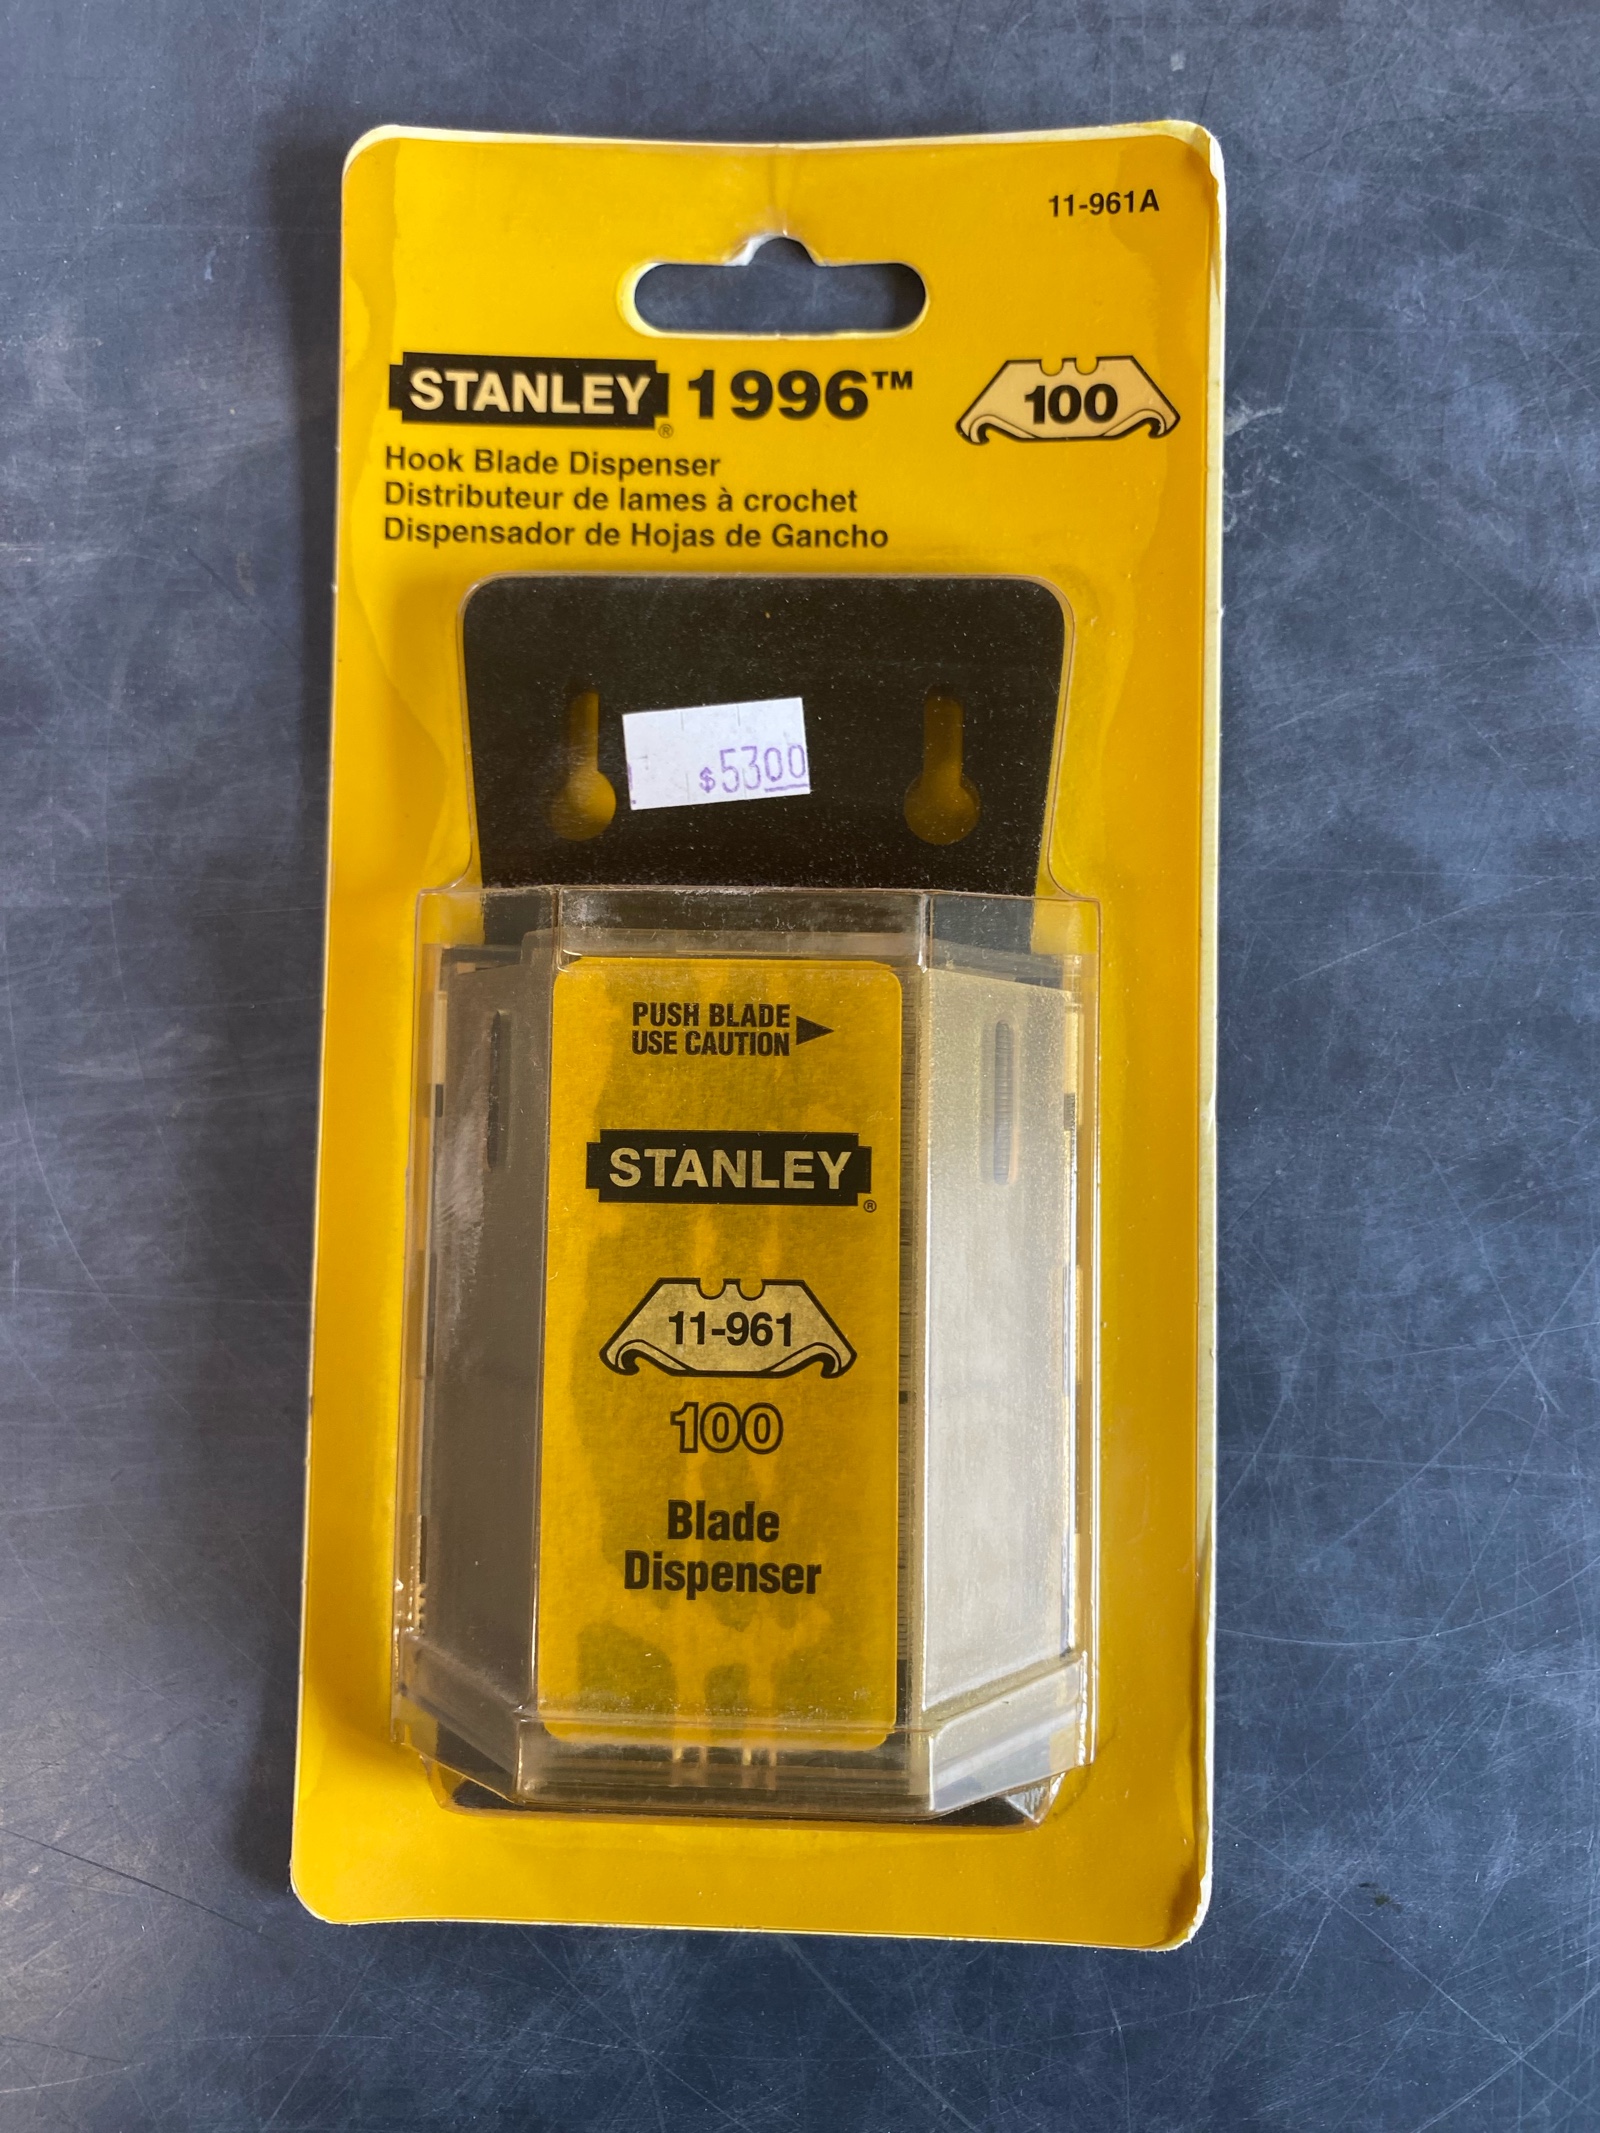 11-961A
STANLEY® 1996™
100
Hook Blade Dispenser
Distributeur de lames à crochet
Dispensador de Hojas de Gancho
$5300
PUSH BLADE
USE CAUTION
STANLEY®
11-961
100
Blade
Dispenser